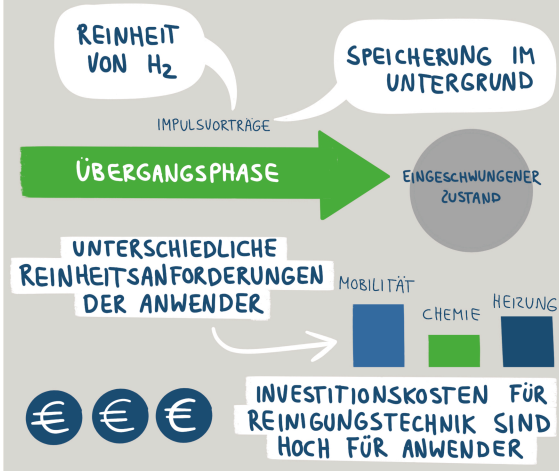 REINHEIT
VON H₂
SPEICHERUNG IM
UNTERGRUND
IMPULSVORTRÄGE
ÜBERGANGSPHASE
EINGESCHWUNGENER
ZUSTAND
UNTERSCHIEDLICHE
REINHEITSANFORDERUNGEN
DER ANWENDER
MOBILITÄT
CHEMIE
HEIZUNG
€ € €
INVESTITIONSKOSTEN FÜR
REINIGUNGSTECHNIK SIND
HOCH FÜR ANWENDER